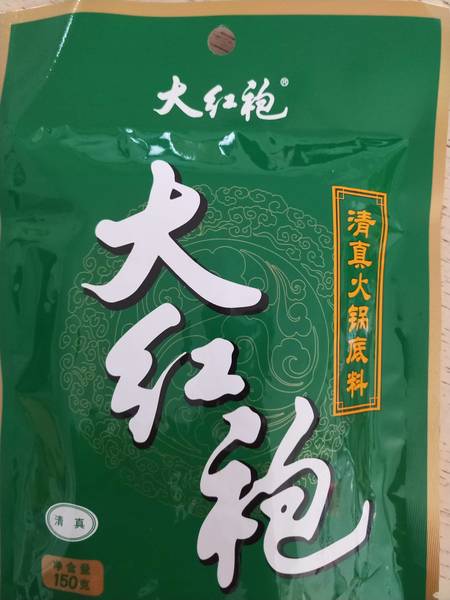 大红袍®
大红袍
清真火锅底料
清真
净含量
150克